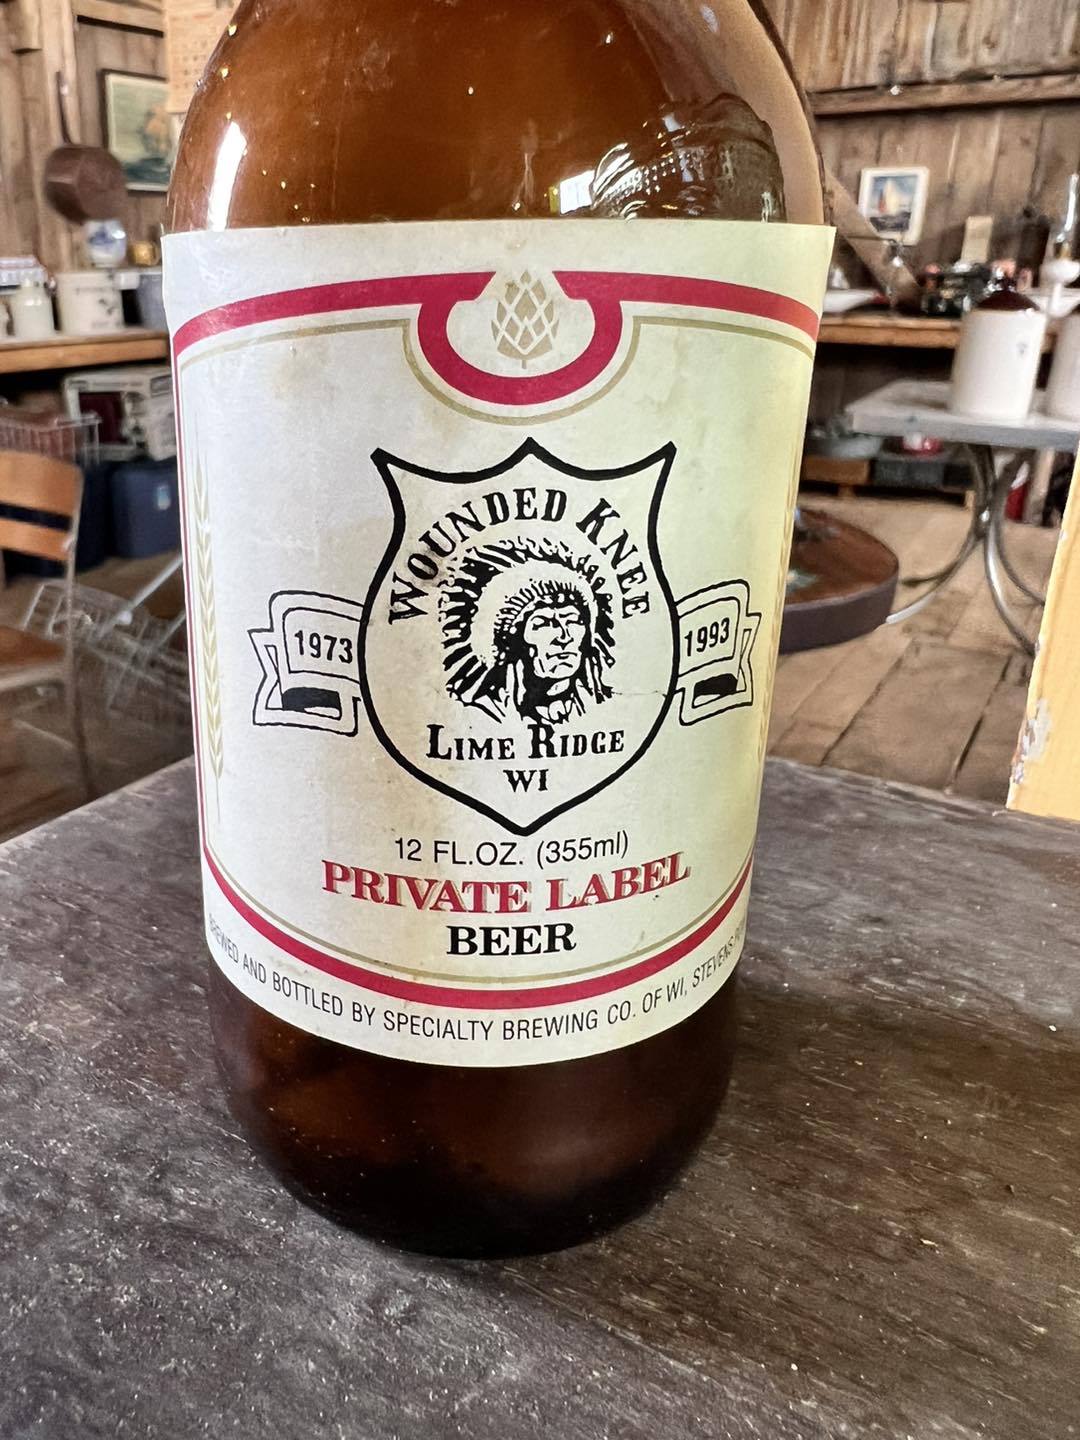 WOUNDED KNEE
1973
1993
LIME RIDGE
WI
12 FL.OZ. (355ml)
PRIVATE LABEL
BEER
BREWED AND BOTTLED BY SPECIALTY BREWING CO. OF WI, STEVENS